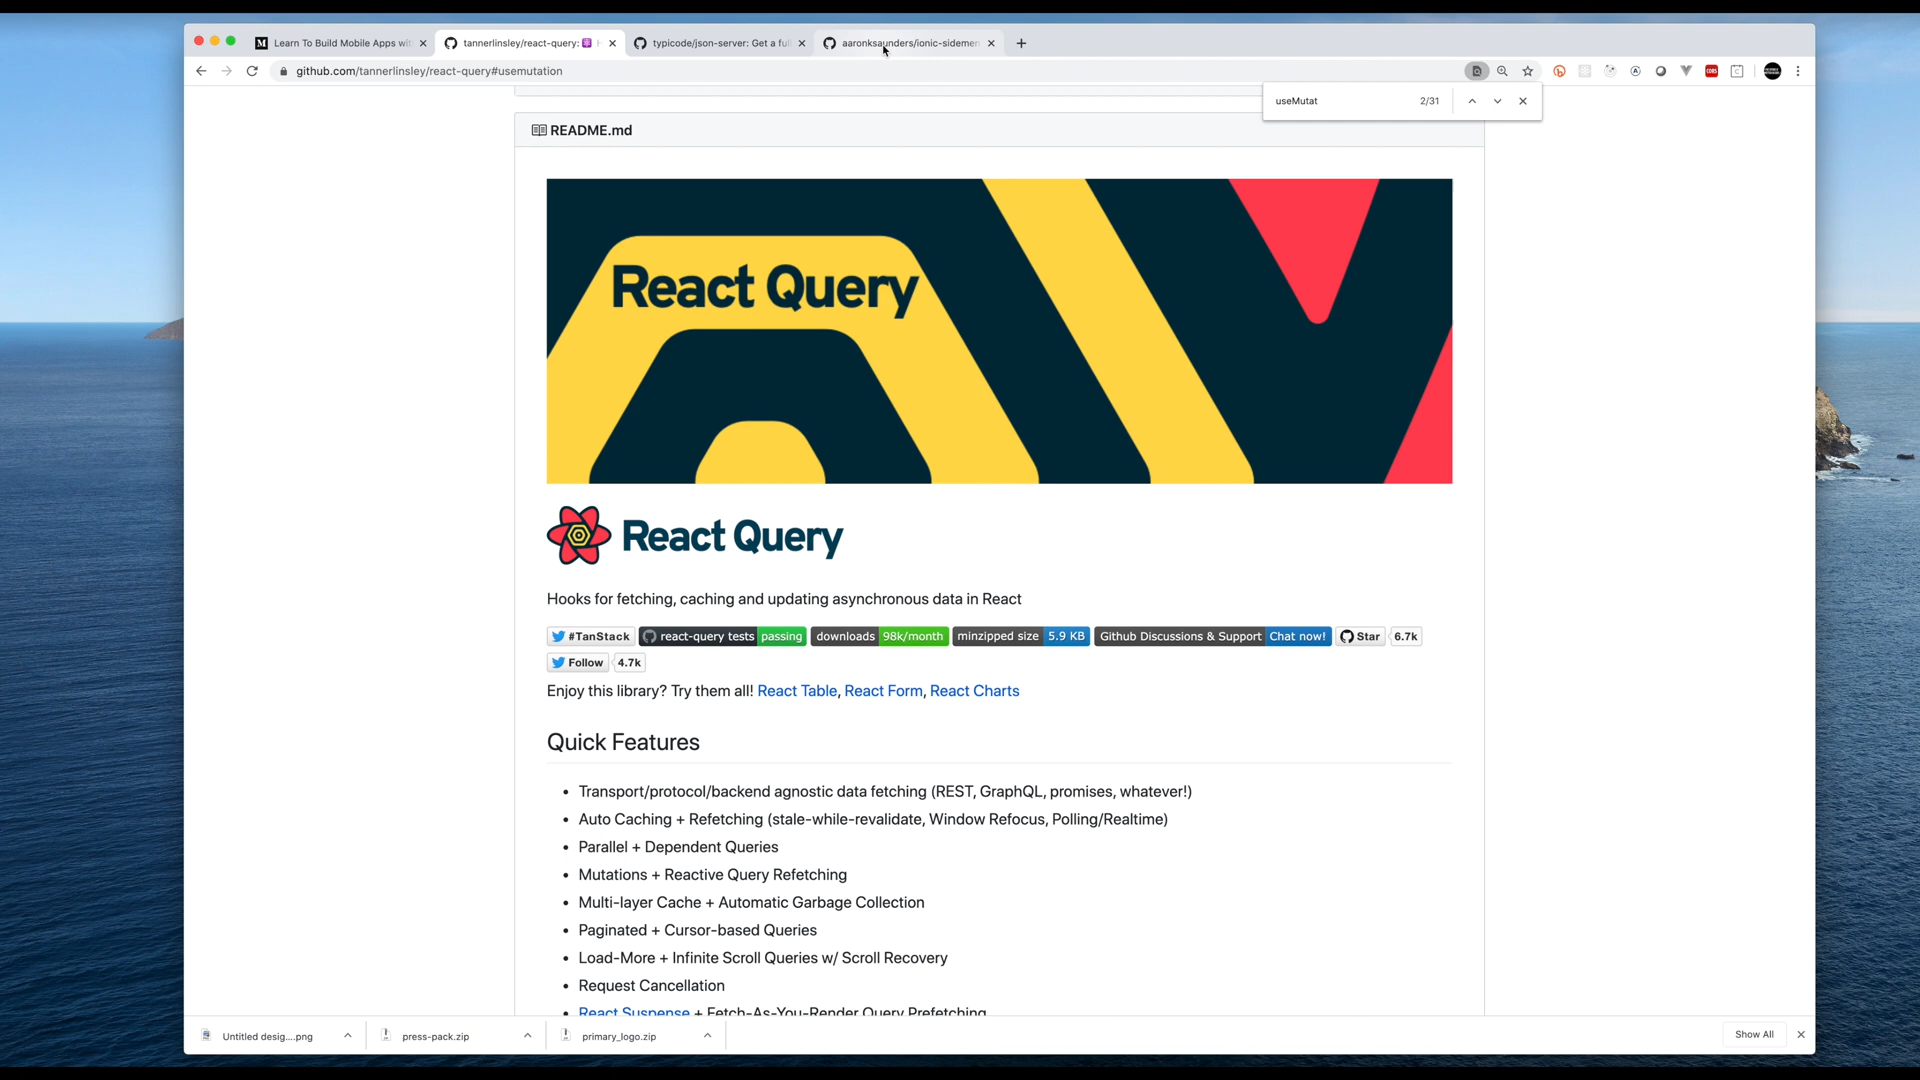 Learn To Build Mobile Apps wit
tannerlinsley/react-query:
typicode/json-server: Get a ful
aaronksaunders/ionic-sidemen
github.com/tannerlinsley/react-query#usemutation
CORS
useMutat
2/31
README.md
React Query
React Query
Hooks for fetching, caching and updating asynchronous data in React
#TanStack react-query tests passing downloads 98k/month minzipped size 5.9 KB Github Discussions & Support Chat now! Star 6.7k
Follow 4.7k
Enjoy this library? Try them all! React Table, React Form, React Charts
Quick Features
• Transport/protocol/backend agnostic data fetching (REST, GraphQL, promises, whatever!)
• Auto Caching + Refetching (stale-while-revalidate, Window Refocus, Polling/Realtime)
• Parallel + Dependent Queries
• Mutations + Reactive Query Refetching
• Multi-layer Cache + Automatic Garbage Collection
• Paginated + Cursor-based Queries
• Load-More + Infinite Scroll Queries w/ Scroll Recovery
• Request Cancellation
React Suspense + Fetch-As-You-Render Query Prefetching
Untitled desig....png
press-pack.zip
primary_logo.zip
Show All